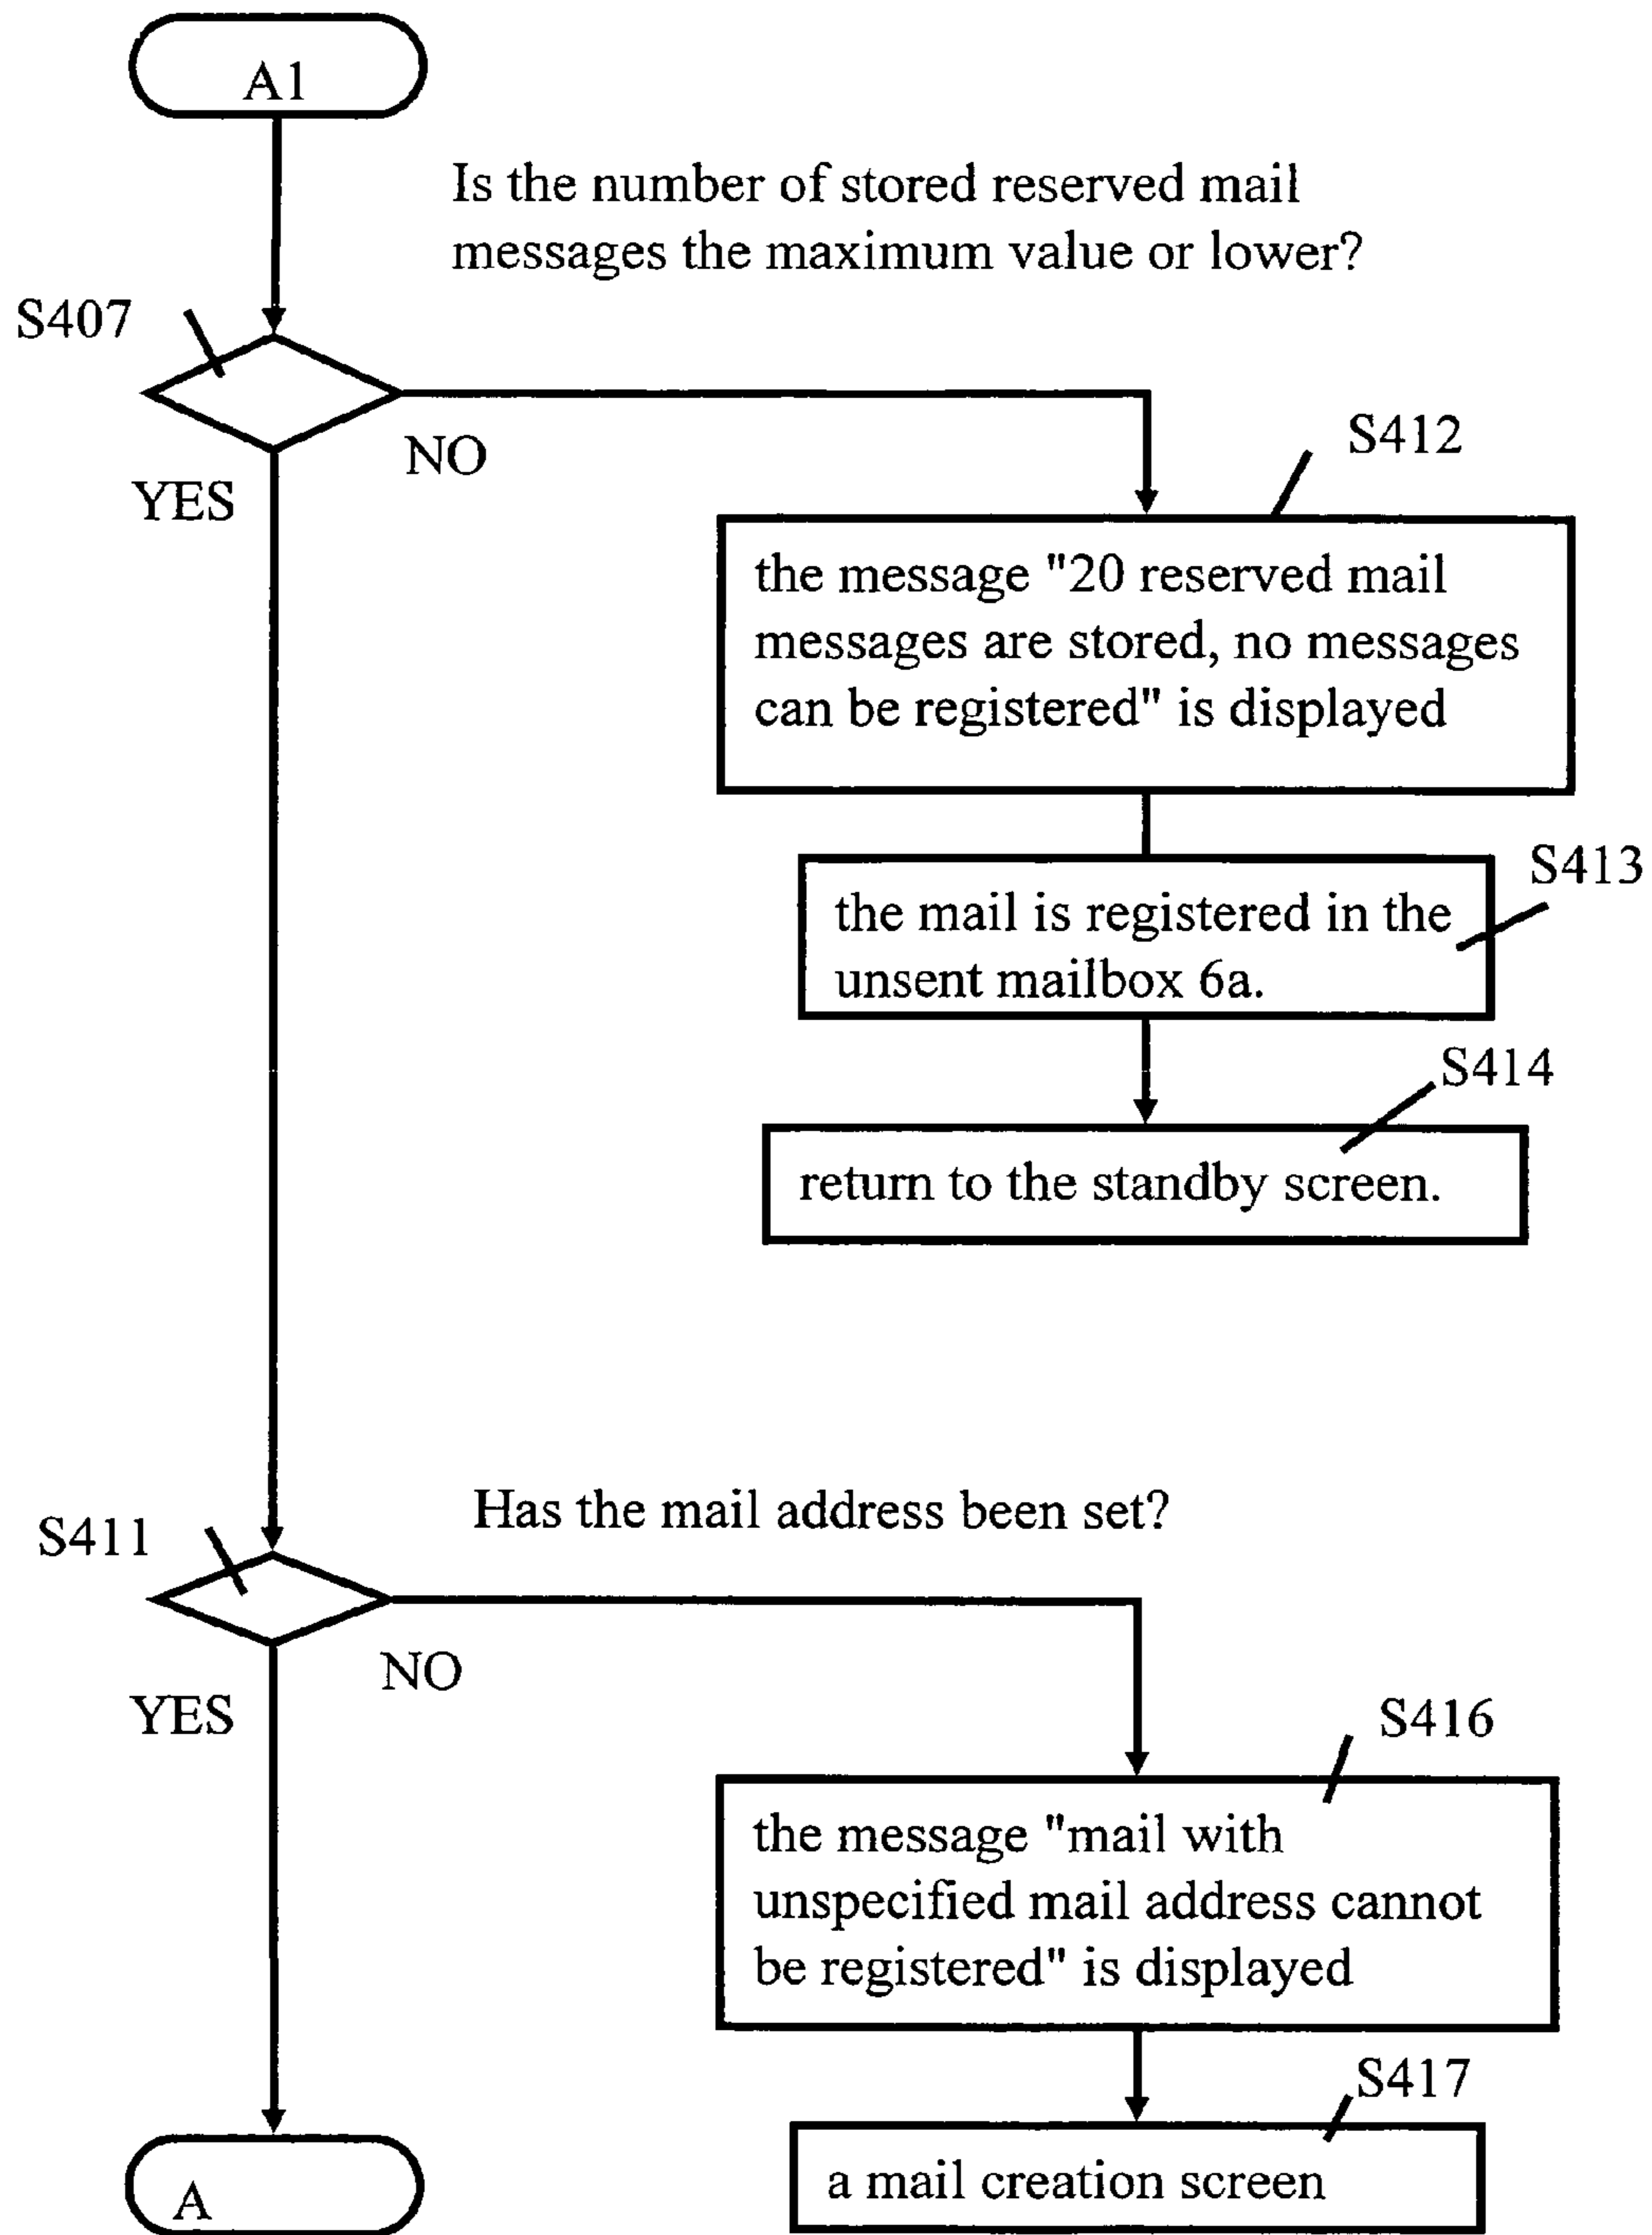 A1
Is the number of stored reserved mail
messages the maximum value or lower?
S407
NO
YES
S412
the message "20 reserved mail
messages are stored, no messages
can be registered" is displayed
S413
the mail is registered in the
unsent mailbox 6a.
S414
return to the standby screen.
Has the mail address been set?
S411
NO
YES
S416
the message "mail with
unspecified mail address cannot
be registered" is displayed
S417
a mail creation screen
A